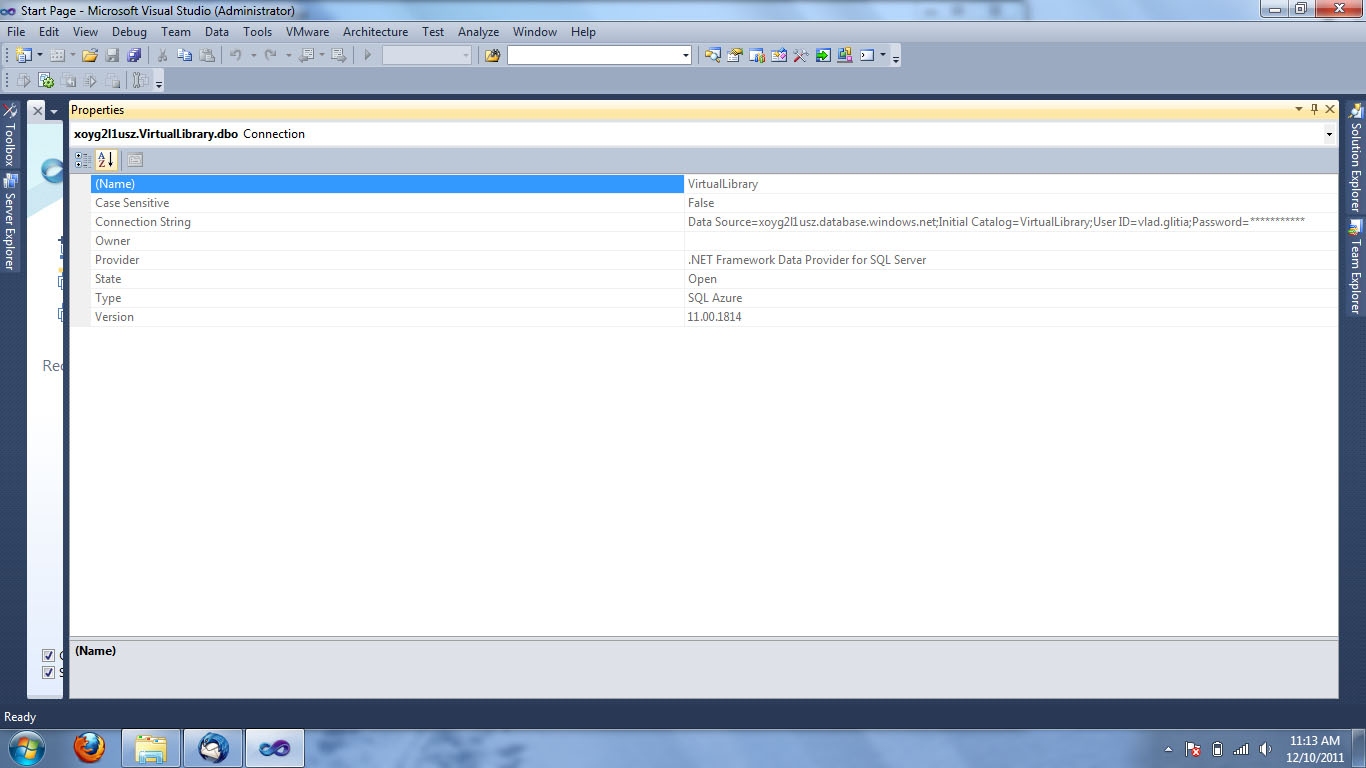 Start Page - Microsoft Visual Studio (Administrator)
File Edit View Debug Team Data Tools VMware Architecture Test Analyze Window Help
Properties
xoyg2l1usz.VirtualLibrary.dbo Connection
(Name) VirtualLibrary
Case Sensitive False
Connection String Data Source=xoyg2l1usz.database.windows.net;Initial Catalog=VirtualLibrary;User ID=vlad.glitia;Password=***********
Owner
Provider .NET Framework Data Provider for SQL Server
State Open
Type SQL Azure
Version 11.00.1814
(Name)
Toolbox
Server Explorer
Solution Explorer
Team Explorer
Ready
11:13 AM
12/10/2011